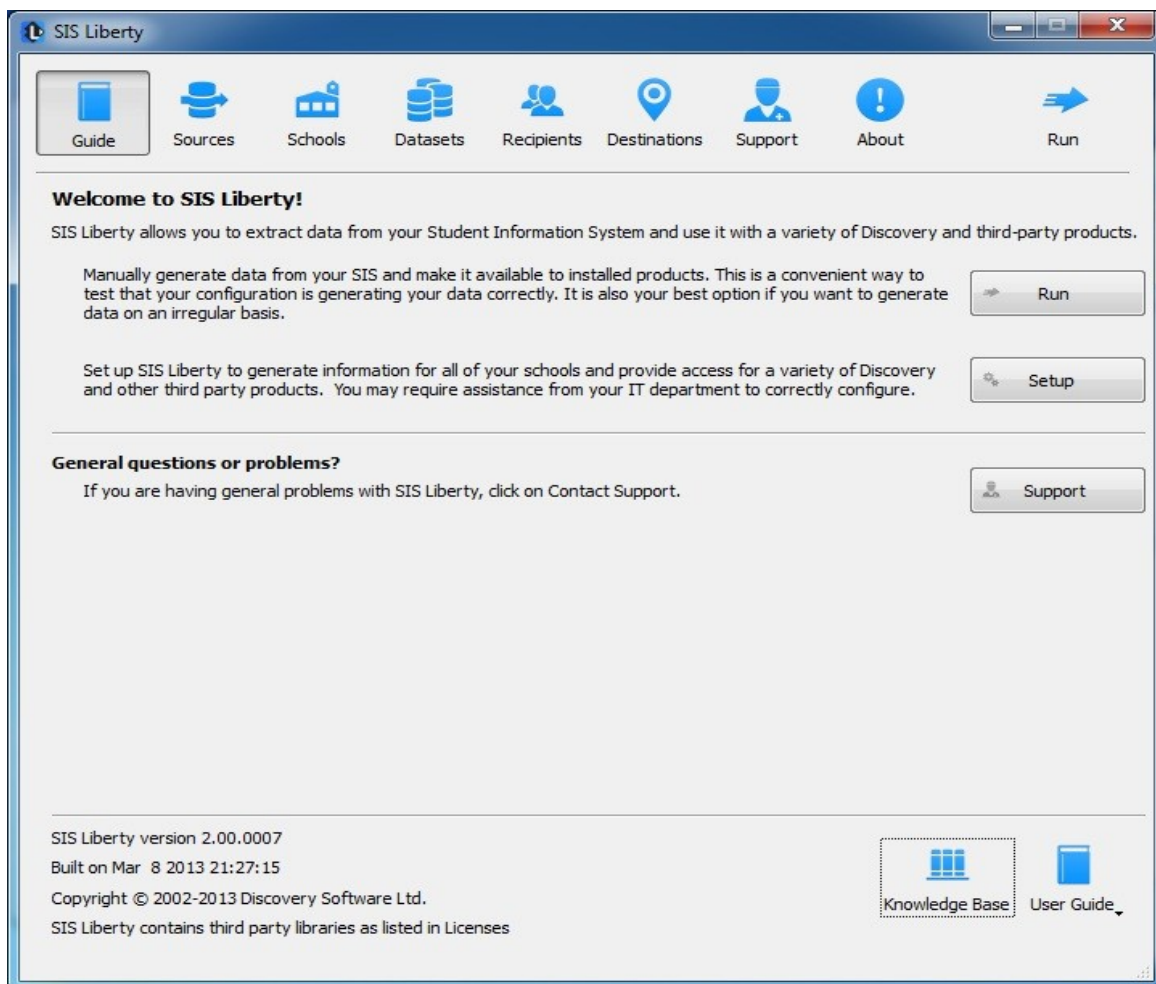 SIS Liberty
Guide
Sources
Schools
Datasets
Recipients
Destinations
Support
About
Run
Welcome to SIS Liberty!
SIS Liberty allows you to extract data from your Student Information System and use it with a variety of Discovery and third-party products.
Manually generate data from your SIS and make it available to installed products. This is a convenient way to
test that your configuration is generating your data correctly. It is also your best option if you want to generate
data on an irregular basis.
Run
Set up SIS Liberty to generate information for all of your schools and provide access for a variety of Discovery
and other third party products.  You may require assistance from your IT department to correctly configure.
Setup
General questions or problems?
If you are having general problems with SIS Liberty, click on Contact Support.
Support
SIS Liberty version 2.00.0007
Built on Mar  8 2013 21:27:15
Copyright © 2002-2013 Discovery Software Ltd.
SIS Liberty contains third party libraries as listed in Licenses
Knowledge Base
User Guide